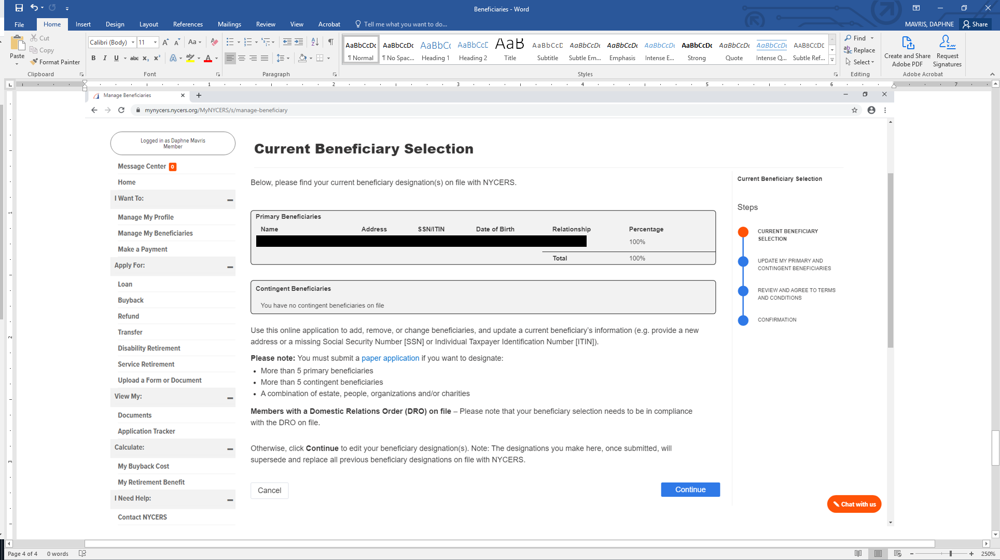 Beneficiaries - Word
File Home Insert Design Layout References Mailings Review View Acrobat Tell me what you want to do... MAVRIS, DAPHNE Share
Paste
Cut
Copy
Format Painter
Clipboard
Calibri (Body) 11 A A Aa
B I U abc X₂ X² A A
Font
Paragraph
AaBbCcDc AaBbCcDc AaBbCc AaBbCcD AaB AaBbCcD AaBbCcDc AaBbCcDc AaBbCcDc AaBbCcDc AaBbCcDc AaBbCcDc AABBCCDE
¶ Normal ¶ No Spac... Heading 1 Heading 2 Title Subtitle Subtle Em... Emphasis Intense E... Strong Quote Intense Q... Subtle Ref...
Styles
Find
Replace
Select
Editing
Create and Share
Adobe PDF
Request
Signatures
Adobe Acrobat
1 2 3 4 5 6 7
Manage Beneficiaries
mynycers.nycers.org/MyNYCERS/s/manage-beneficiary
Logged in as Daphne Mavris
Member
Message Center 0
Home
I Want To:
Manage My Profile
Manage My Beneficiaries
Make a Payment
Apply For:
Loan
Buyback
Refund
Transfer
Disability Retirement
Service Retirement
Upload a Form or Document
View My:
Documents
Application Tracker
Calculate:
My Buyback Cost
My Retirement Benefit
I Need Help:
Contact NYCERS
Current Beneficiary Selection
Below, please find your current beneficiary designation(s) on file with NYCERS.
Primary Beneficiaries
Name Address SSN/ITIN Date of Birth Relationship Percentage
100%
Total 100%
Contingent Beneficiaries
You have no contingent beneficiaries on file
Use this online application to add, remove, or change beneficiaries, and update a current beneficiary's information (e.g. provide a new
address or a missing Social Security Number [SSN] or Individual Taxpayer Identification Number [ITIN]).
Please note: You must submit a paper application if you want to designate:
• More than 5 primary beneficiaries
• More than 5 contingent beneficiaries
• A combination of estate, people, organizations and/or charities
Members with a Domestic Relations Order (DRO) on file – Please note that your beneficiary selection needs to be in compliance
with the DRO on file.
Otherwise, click Continue to edit your beneficiary designation(s). Note: The designations you make here, once submitted, will
supersede and replace all previous beneficiary designations on file with NYCERS.
Cancel Continue
Current Beneficiary Selection
Steps
CURRENT BENEFICIARY
SELECTION
UPDATE MY PRIMARY AND
CONTINGENT BENEFICIARIES
REVIEW AND AGREE TO TERMS
AND CONDITIONS
CONFIRMATION
Chat with us
1
2
3
Page 4 of 4 0 words 250%